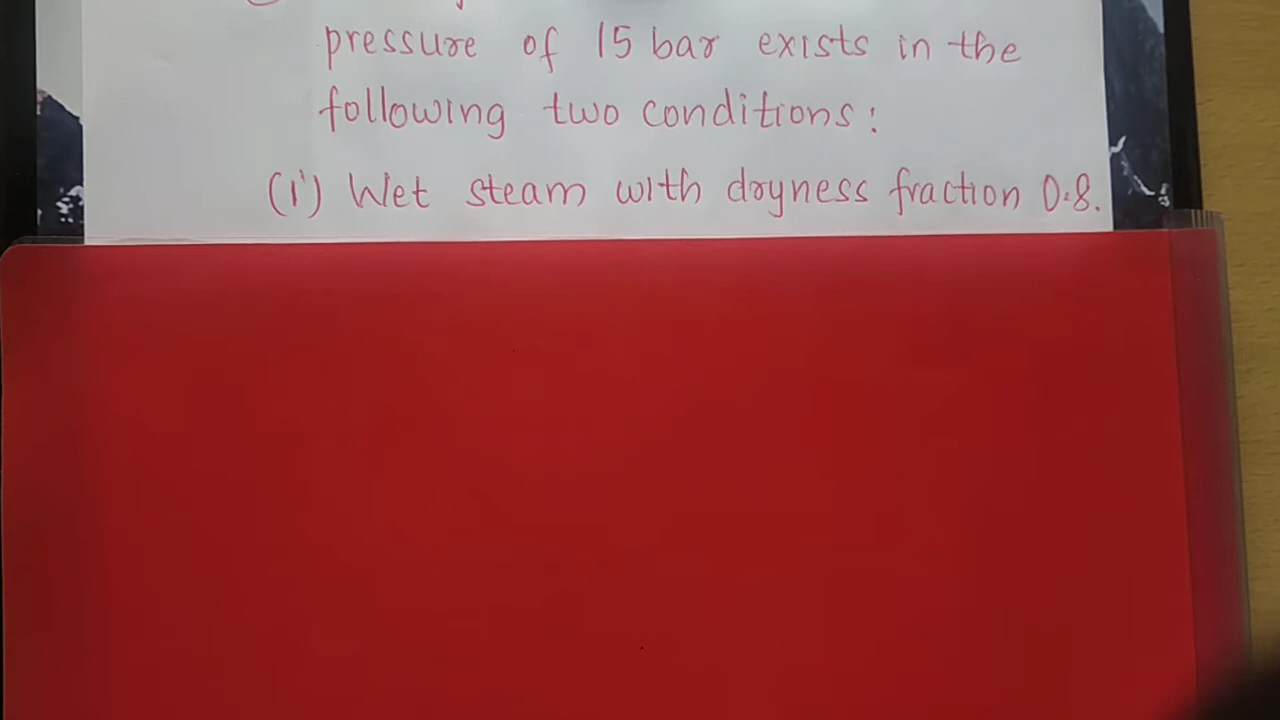 pressure of 15 bar exists in the
following two conditions:
(i) Wet steam with dryness fraction 0.8.